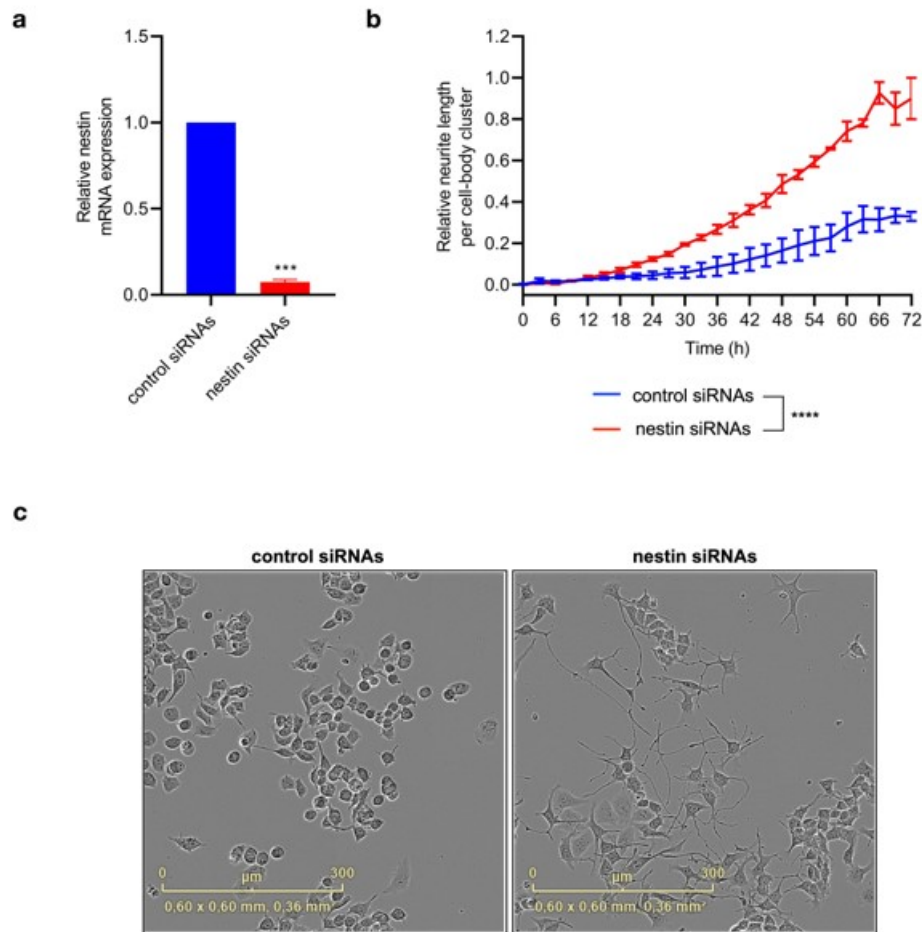 a
1.5
1.0
0.5
0.0
Relative nestin
mRNA expression
***
control siRNAs
nestin siRNAs
b
1.2
1.0
0.8
0.6
0.4
0.2
0.0
Relative neurite length
per cell-body cluster
0 6 12 18 24 30 36 42 48 54 60 66 72
Time (h)
control siRNAs
nestin siRNAs
****
c
control siRNAs
nestin siRNAs
0 µm 300
0,60 x 0,60 mm, 0,36 mm²
0 µm 300
0,60 x 0,60 mm, 0,36 mm²